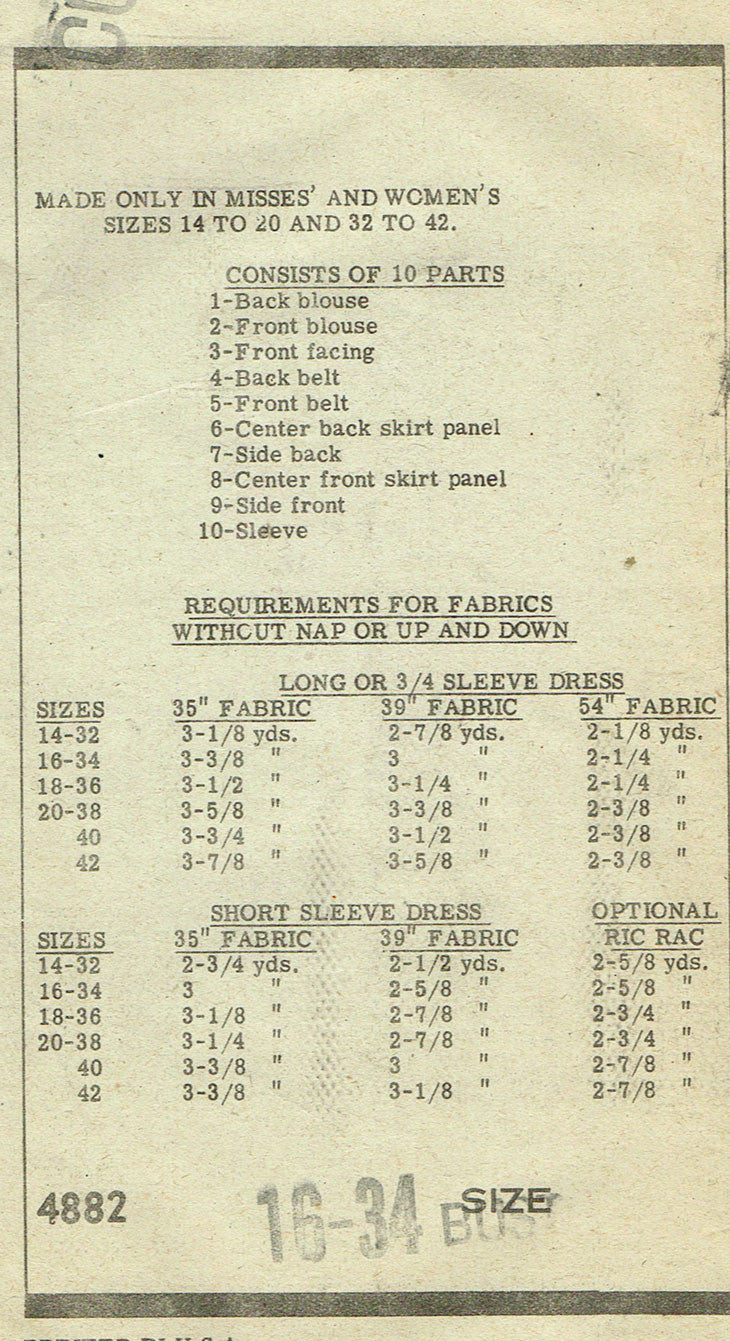 MADE ONLY IN MISSES' AND WOMEN'S
SIZES 14 TO 20 AND 32 TO 42.
CONSISTS OF 10 PARTS
1-Back blouse
2-Front blouse
3-Front facing
4-Back belt
5-Front belt
6-Center back skirt panel
7-Side back
8-Center front skirt panel
9-Side front
10-Sleeve
REQUIREMENTS FOR FABRICS
WITHOUT NAP OR UP AND DOWN
LONG OR 3/4 SLEEVE DRESS
SIZES 35" FABRIC 39" FABRIC 54" FABRIC
14-32 3-1/8 yds. 2-7/8 yds. 2-1/8 yds.
16-34 3-3/8 " 3 " 2-1/4 "
18-36 3-1/2 " 3-1/4 " 2-1/4 "
20-38 3-5/8 " 3-3/8 " 2-3/8 "
40 3-3/4 " 3-1/2 " 2-3/8 "
42 3-7/8 " 3-5/8 " 2-3/8 "
SHORT SLEEVE DRESS OPTIONAL
SIZES 35" FABRIC 39" FABRIC RIC RAC
14-32 2-3/4 yds. 2-1/2 yds. 2-5/8 yds.
16-34 3 " 2-5/8 " 2-5/8 "
18-36 3-1/8 " 2-7/8 " 2-3/4 "
20-38 3-1/4 " 2-7/8 " 2-3/4 "
40 3-3/8 " 3 " 2-7/8 "
42 3-3/8 " 3-1/8 " 2-7/8 "
4882 16-34 BUST SIZE